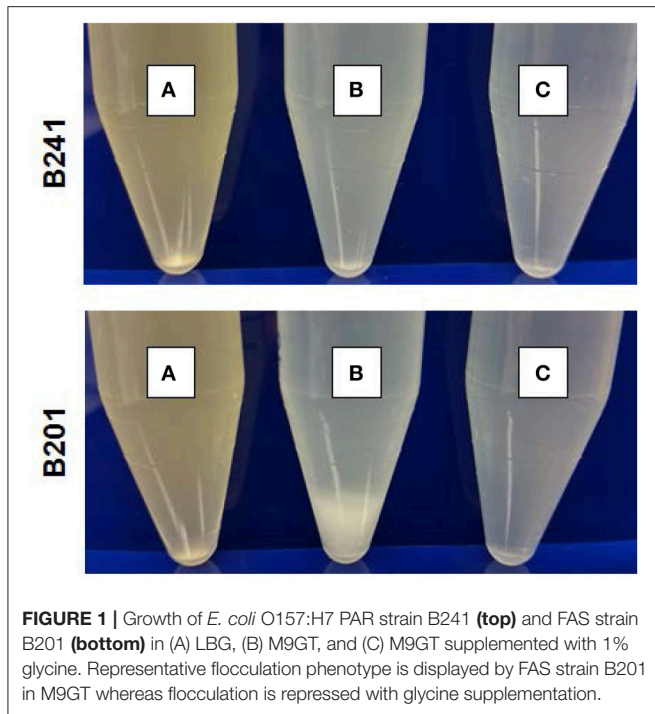 B241
A
B
C
B201
A
B
C
FIGURE 1 | Growth of E. coli O157:H7 PAR strain B241 (top) and FAS strain
B201 (bottom) in (A) LBG, (B) M9GT, and (C) M9GT supplemented with 1%
glycine. Representative flocculation phenotype is displayed by FAS strain B201
in M9GT whereas flocculation is repressed with glycine supplementation.